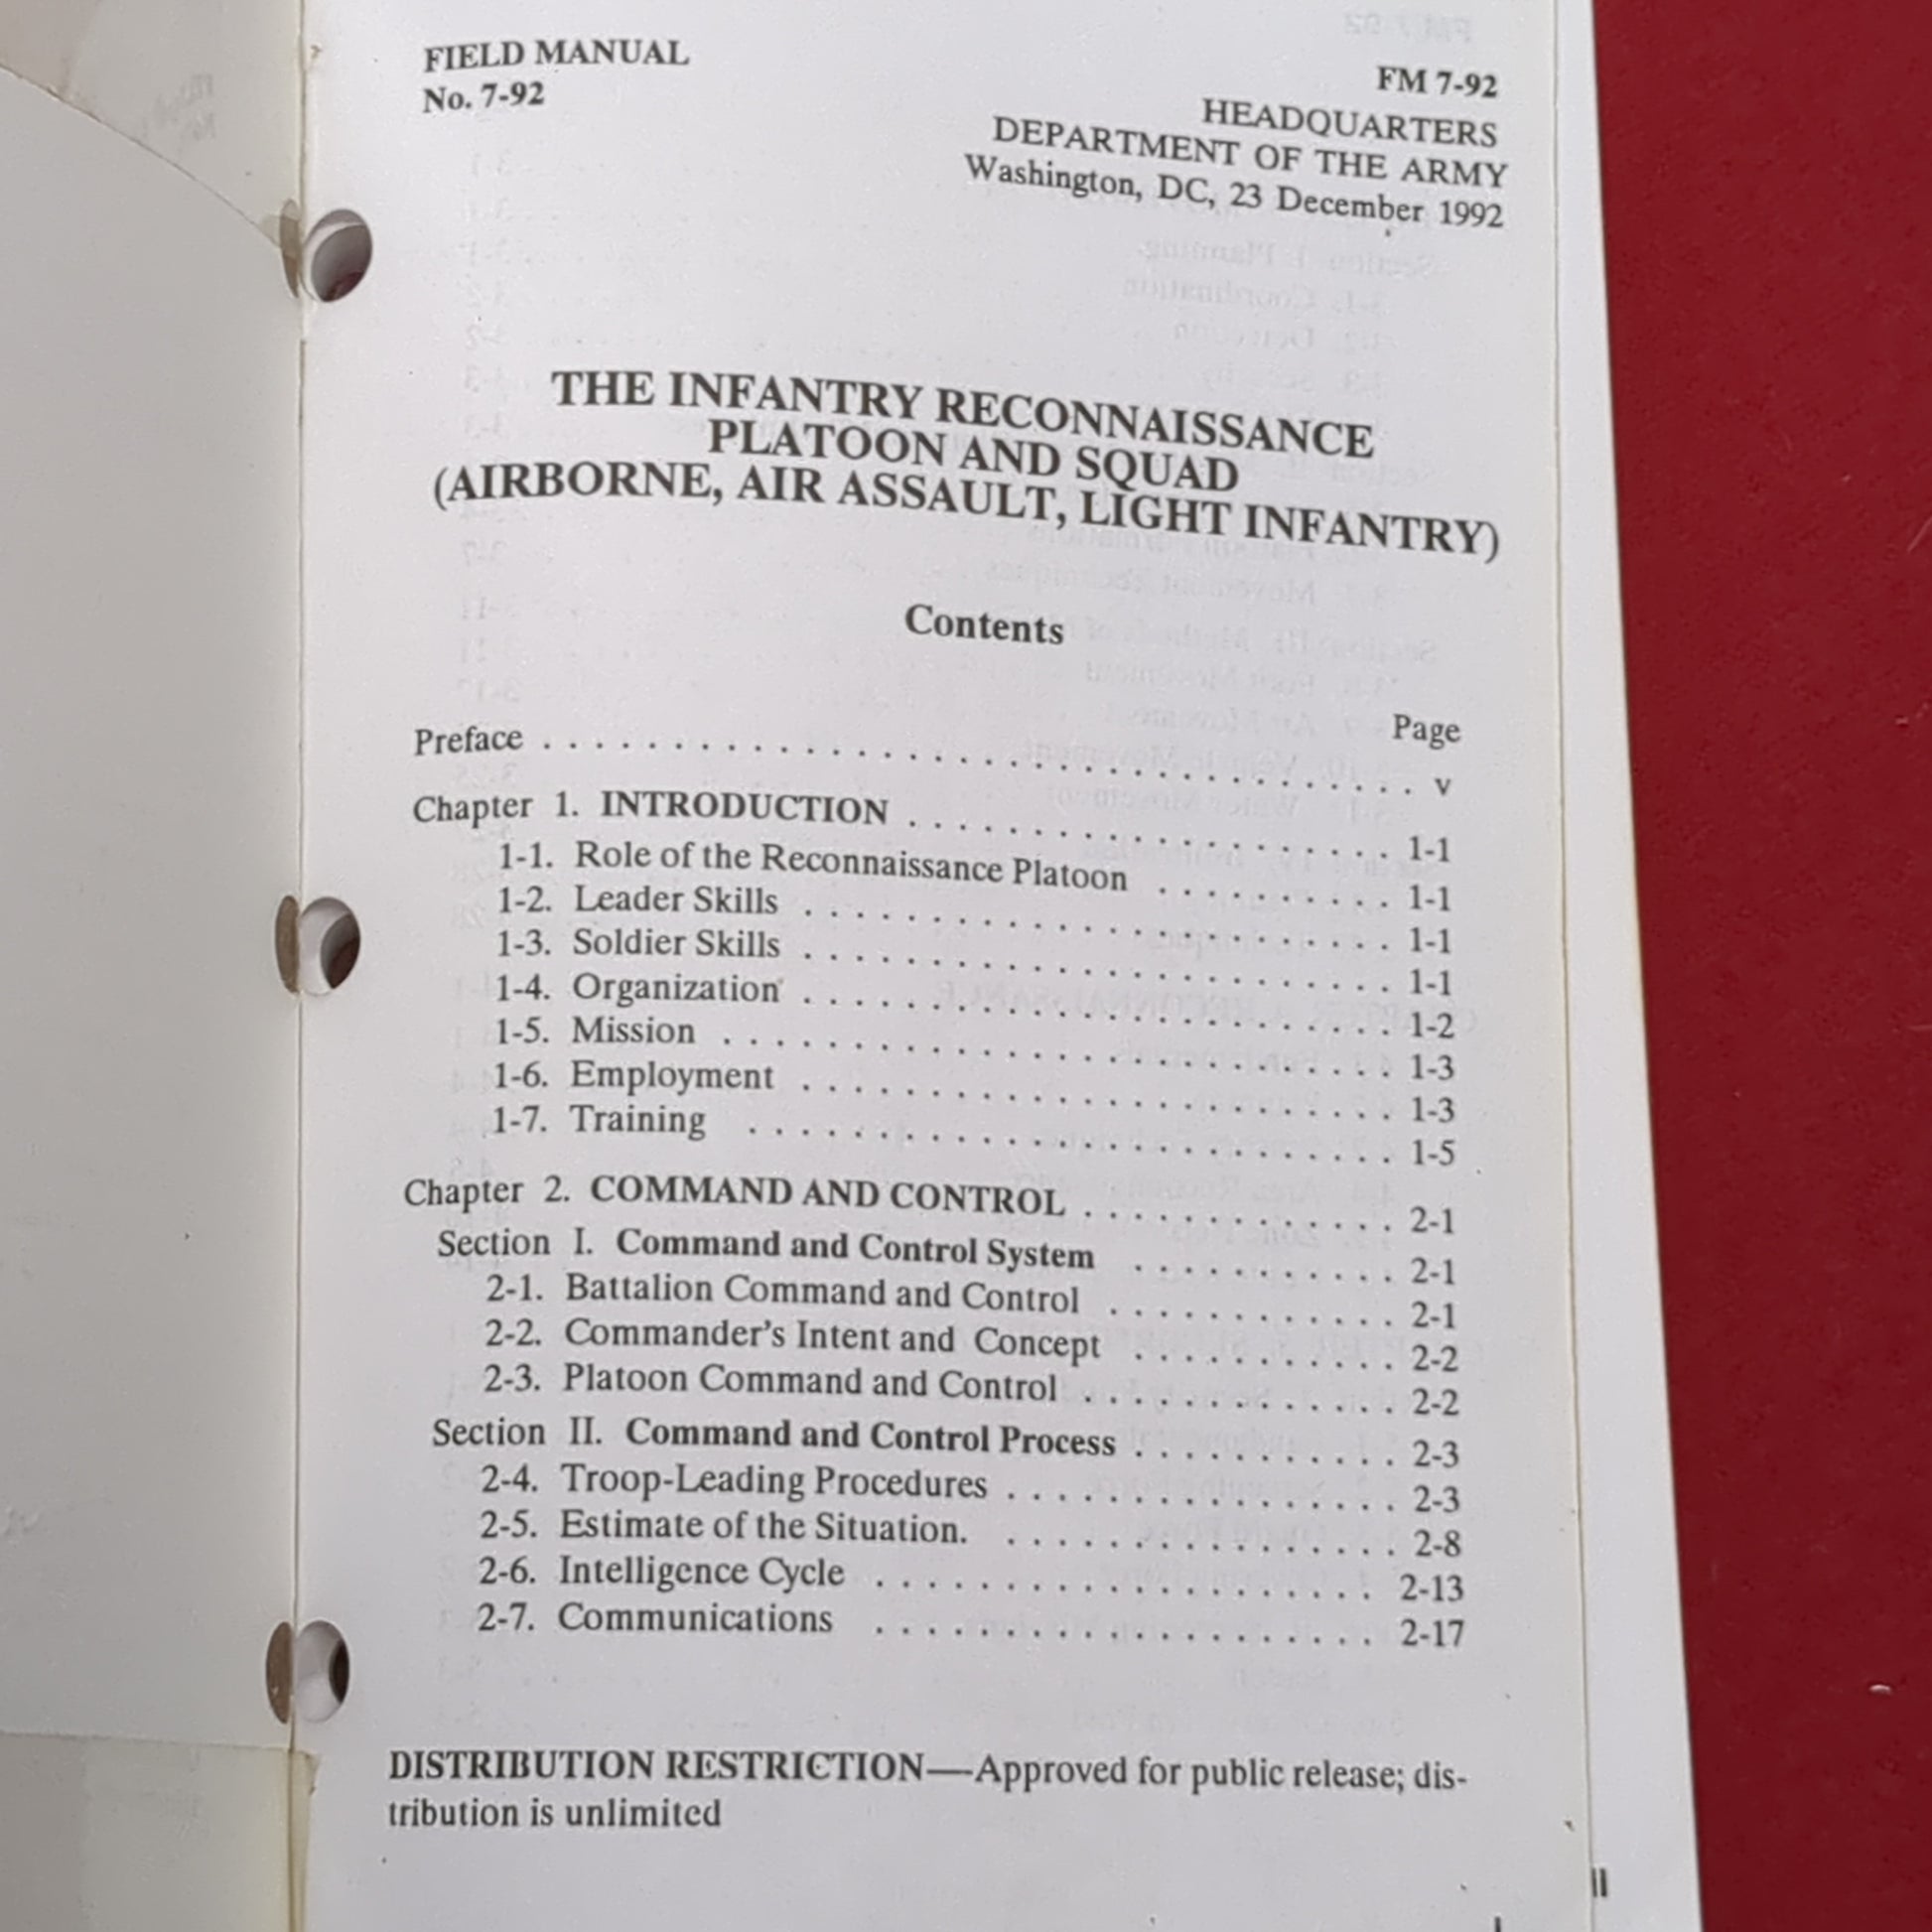 FIELD MANUAL
No. 7-92
FM 7-92
HEADQUARTERS
DEPARTMENT OF THE ARMY
Washington, DC, 23 December 1992
THE INFANTRY RECONNAISSANCE
PLATOON AND SQUAD
(AIRBORNE, AIR ASSAULT, LIGHT INFANTRY)
Contents
Page
Preface . . . . . . . . . . . . . . . . . . . . . . . . . . . . . . . . . . v
Chapter 1. INTRODUCTION . . . . . . . . . . . . . . . . . . . 1-1
1-1. Role of the Reconnaissance Platoon . . . . . . . . . . 1-1
1-2. Leader Skills . . . . . . . . . . . . . . . . . . . . . . . 1-1
1-3. Soldier Skills . . . . . . . . . . . . . . . . . . . . . . . 1-1
1-4. Organization . . . . . . . . . . . . . . . . . . . . . . . 1-2
1-5. Mission . . . . . . . . . . . . . . . . . . . . . . . . . . 1-3
1-6. Employment . . . . . . . . . . . . . . . . . . . . . . . 1-3
1-7. Training . . . . . . . . . . . . . . . . . . . . . . . . . 1-5
Chapter 2. COMMAND AND CONTROL . . . . . . . . . . . . . 2-1
Section I. Command and Control System . . . . . . . . . . . 2-1
2-1. Battalion Command and Control . . . . . . . . . . . . 2-1
2-2. Commander's Intent and Concept . . . . . . . . . . . 2-2
2-3. Platoon Command and Control . . . . . . . . . . . . . 2-2
Section II. Command and Control Process . . . . . . . . . . . 2-3
2-4. Troop-Leading Procedures . . . . . . . . . . . . . . . . 2-3
2-5. Estimate of the Situation. . . . . . . . . . . . . . . . . 2-8
2-6. Intelligence Cycle . . . . . . . . . . . . . . . . . . . . 2-13
2-7. Communications . . . . . . . . . . . . . . . . . . . . 2-17
DISTRIBUTION RESTRICTION—Approved for public release; dis-
tribution is unlimited